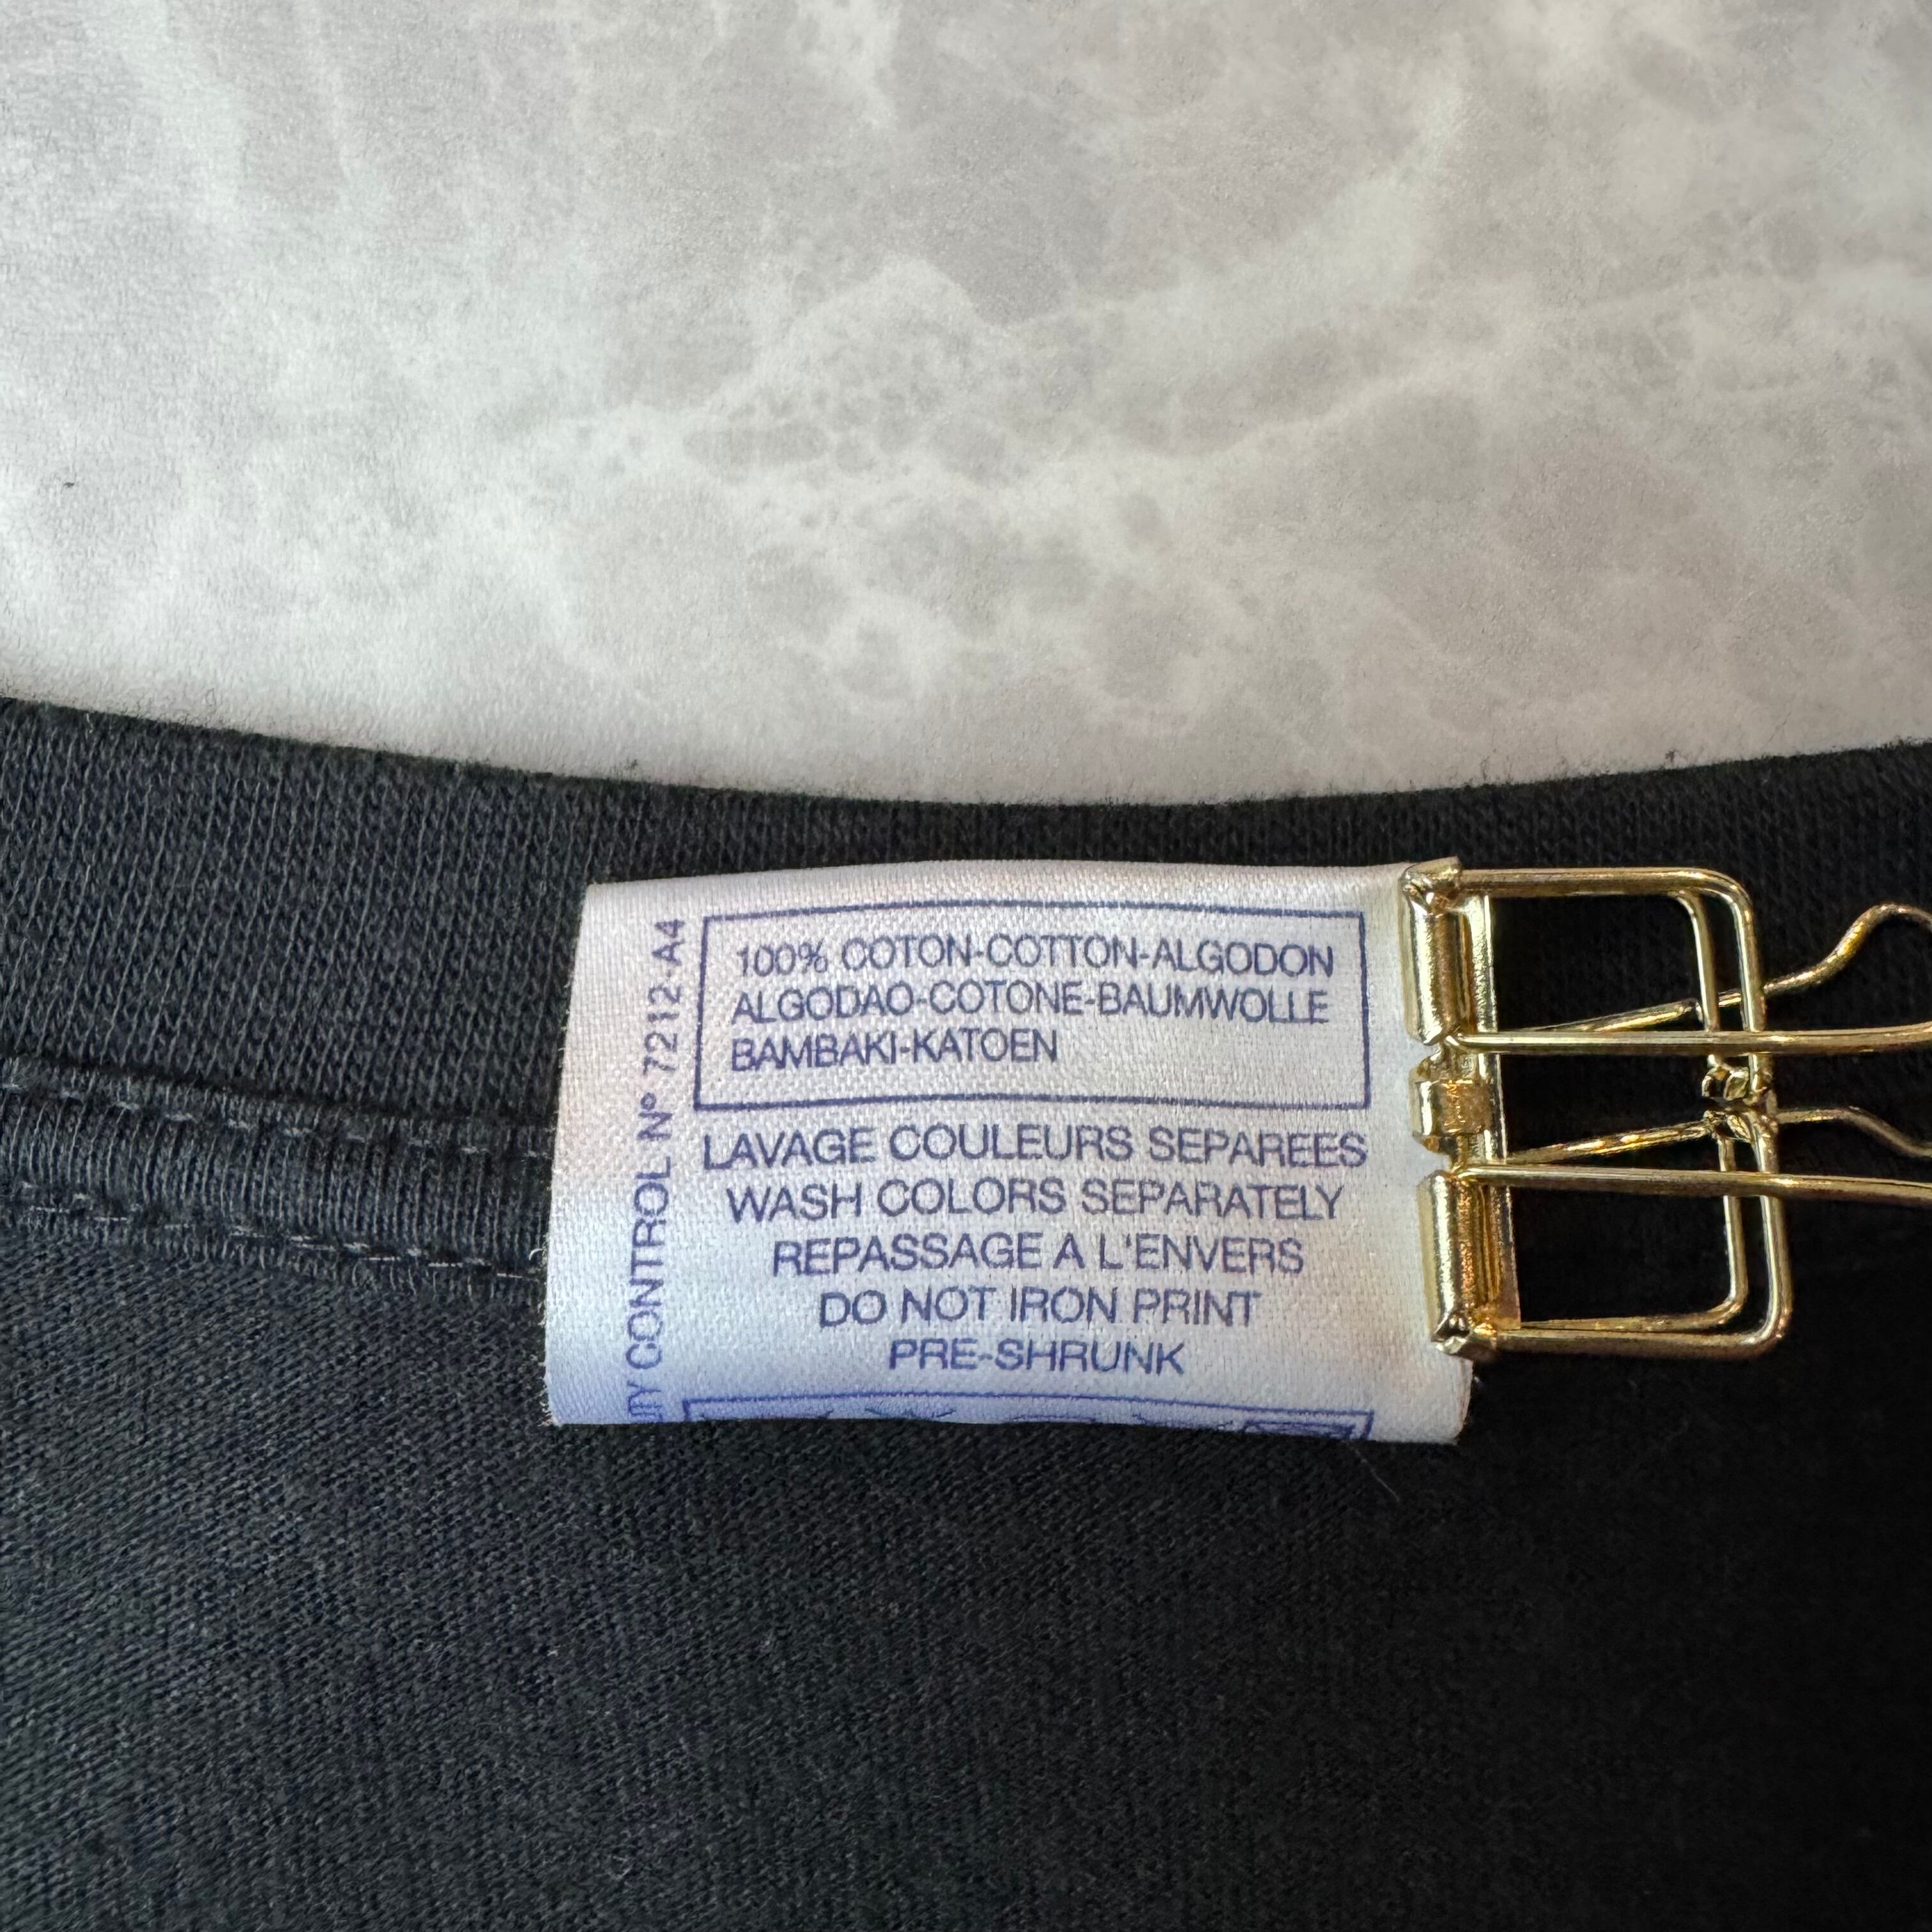 100% COTON-COTTON-ALGODON
ALGODAO-COTONE-BAUMWOLLE
BAMBAKI-KATOEN
LAVAGE COULEURS SEPAREES
WASH COLORS SEPARATELY
REPASSAGE A L'ENVERS
DO NOT IRON PRINT
PRE-SHRUNK
CONTROL Nº 7212-A4